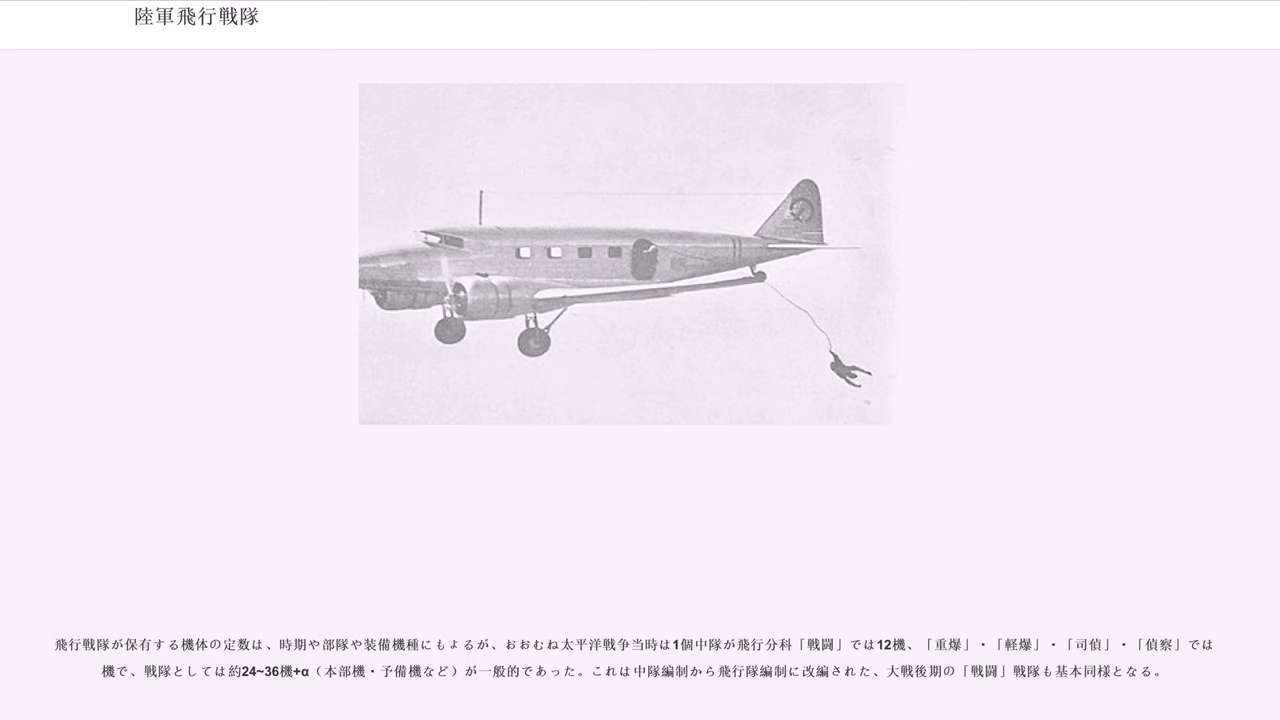 陸軍飛行戦隊
飛行戦隊が保有する機体の定数は、時期や部隊や装備機種にもよるが、おおむね太平洋戦争当時は1個中隊が飛行分科「戦闘」では12機、「重爆」・「軽爆」・「司偵」・「偵察」では
機で、戦隊としては約24~36機+α（本部機・予備機など）が一般的であった。これは中隊編制から飛行隊編制に改編された、大戦後期の「戦闘」戦隊も基本同様となる。